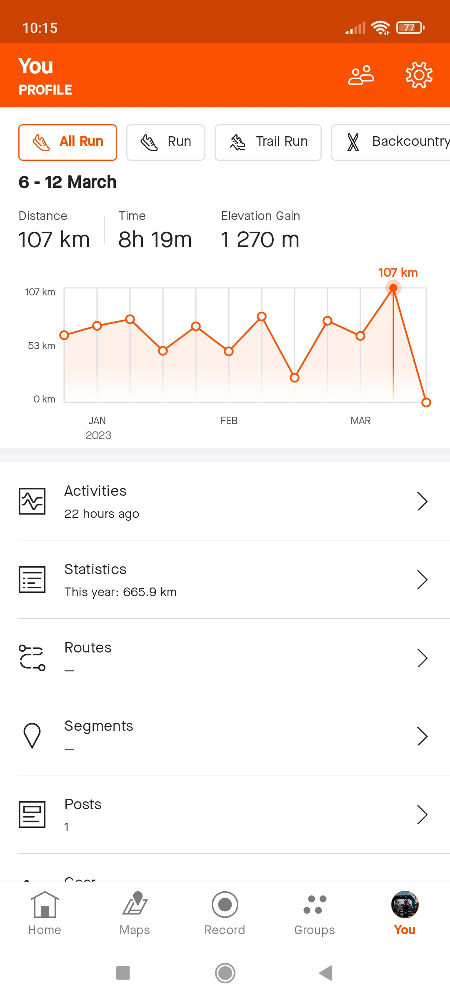 10:15
77
You
PROFILE
All Run
Run
Trail Run
Backcountry
6 - 12 March
Distance
Time
Elevation Gain
107 km
8h 19m
1 270 m
107 km
107 km
53 km
0 km
JAN
FEB
MAR
2023
Activities
22 hours ago
Statistics
This year: 665.9 km
Routes
—
Segments
—
Posts
1
Gear
Home
Maps
Record
Groups
You